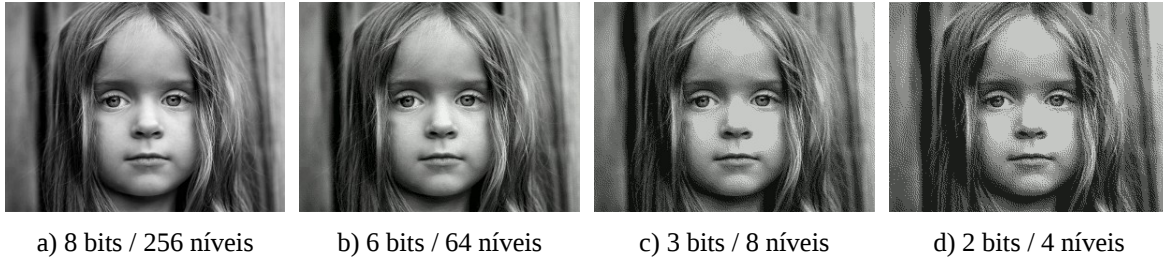 a) 8 bits / 256 níveis
b) 6 bits / 64 níveis
c) 3 bits / 8 níveis
d) 2 bits / 4 níveis